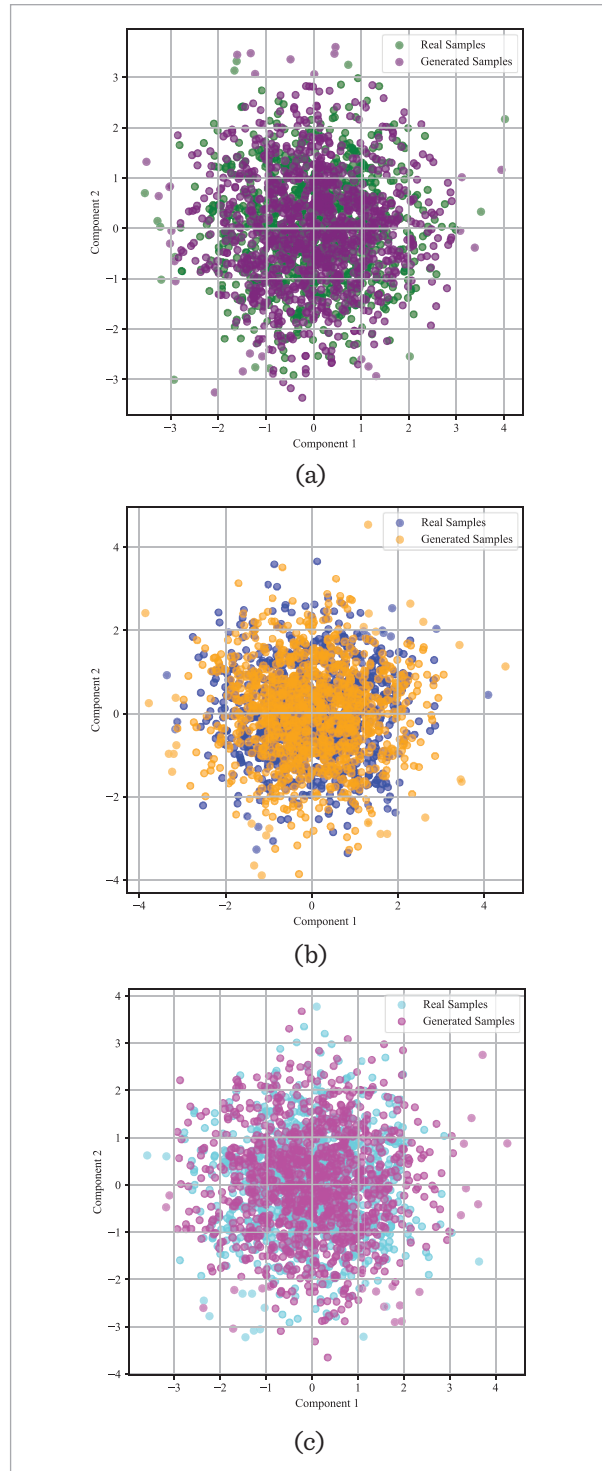 Real Samples
Generated Samples
3
2
1
0
−1
−2
−3
Component 2
−3 −2 −1 0 1 2 3 4
Component 1
(a)
Real Samples
Generated Samples
4
2
0
−2
−4
Component 2
−4 −2 0 2 4
Component 1
(b)
Real Samples
Generated Samples
4
3
2
1
0
−1
−2
−3
−4
Component 2
−3 −2 −1 0 1 2 3 4
Component 1
(c)